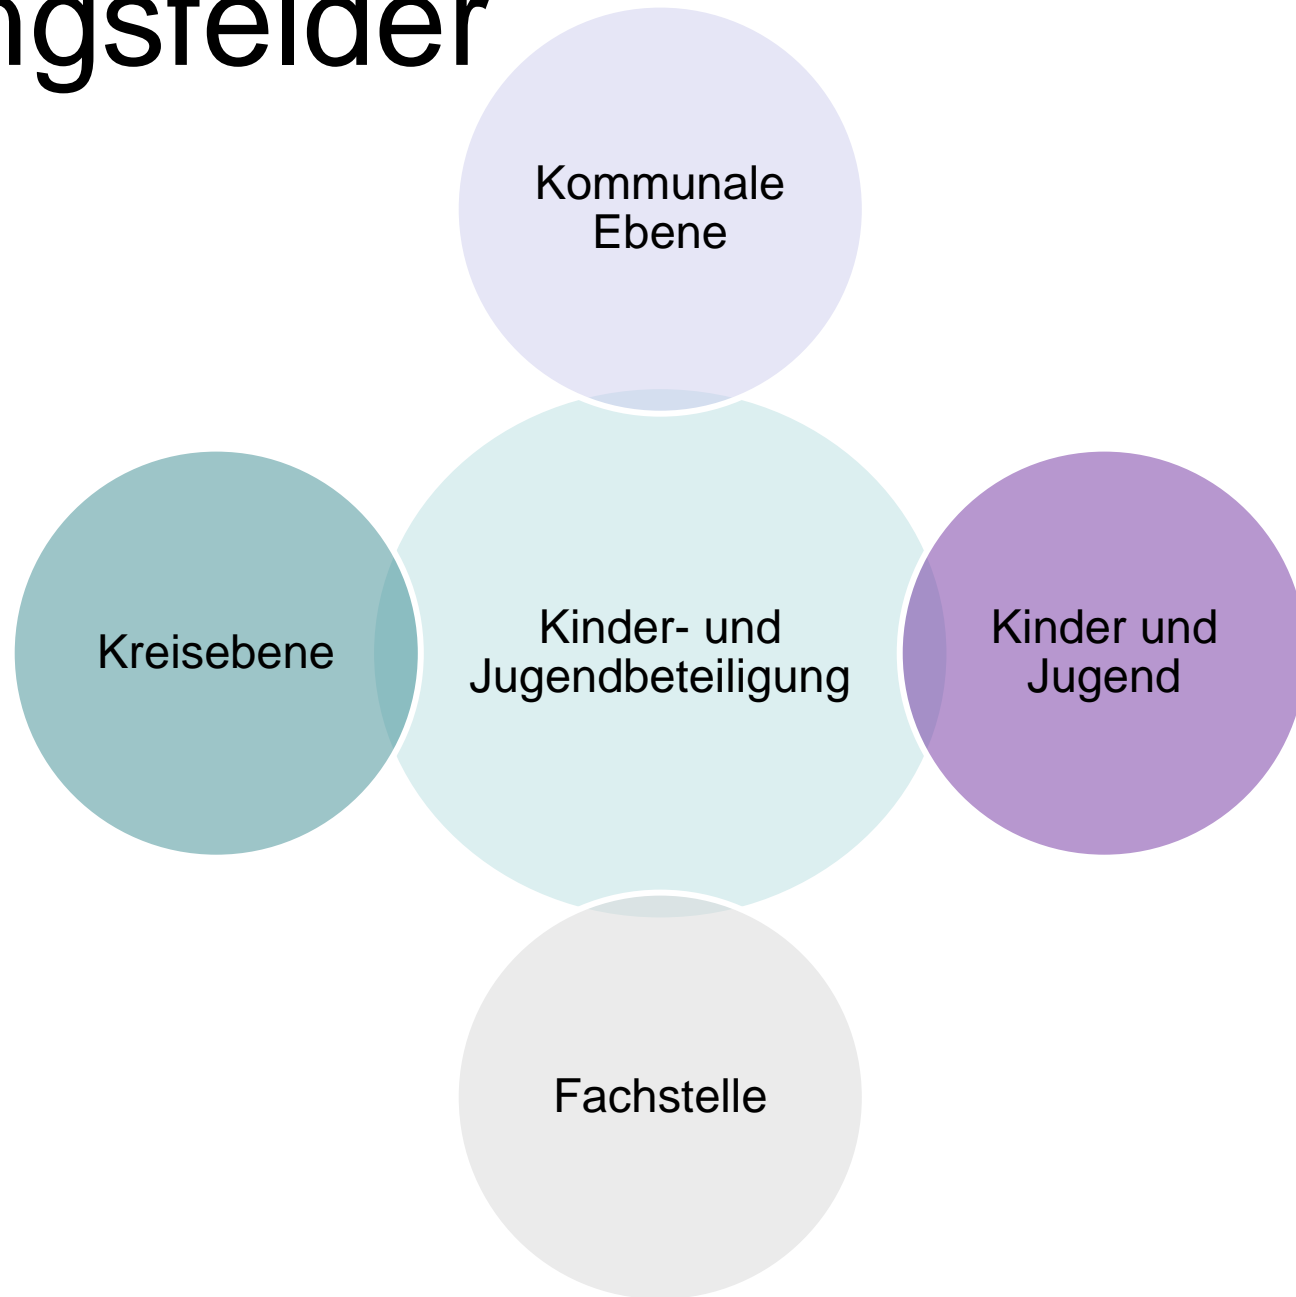 ngsfelder
Kommunale
Ebene
Kreisebene
Kinder- und
Jugendbeteiligung
Kinder und
Jugend
Fachstelle